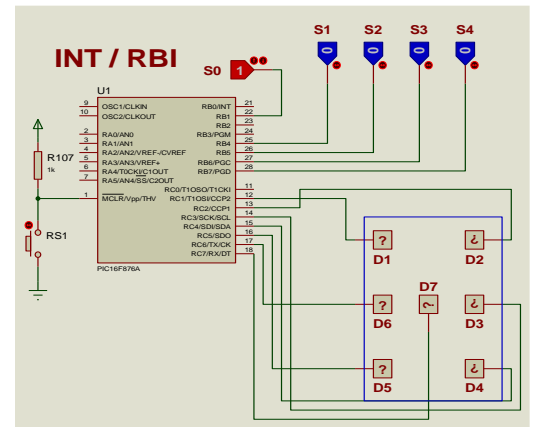 INT / RBI
S0
1
S1
S2
S3
S4
0
0
0
0
U1
9 OSC1/CLKIN
10 OSC2/CLKOUT
2 RA0/AN0
3 RA1/AN1
4 RA2/AN2/VREF-/CVREF
5 RA3/AN3/VREF+
6 RA4/T0CKI/C1OUT
7 RA5/AN4/SS/C2OUT
1 MCLR/Vpp/THV
RB0/INT 21
RB1 22
RB2 23
RB3/PGM 24
RB4 25
RB5 26
RB6/PGC 27
RB7/PGD 28
RC0/T1OSO/T1CKI 11
RC1/T1OSI/CCP2 12
RC2/CCP1 13
RC3/SCK/SCL 14
RC4/SDI/SDA 15
RC5/SDO 16
RC6/TX/CK 17
RC7/RX/DT 18
PIC16F876A
R107
1k
RS1
?
D1
?
D2
D7
?
?
D6
?
D3
?
D5
?
D4